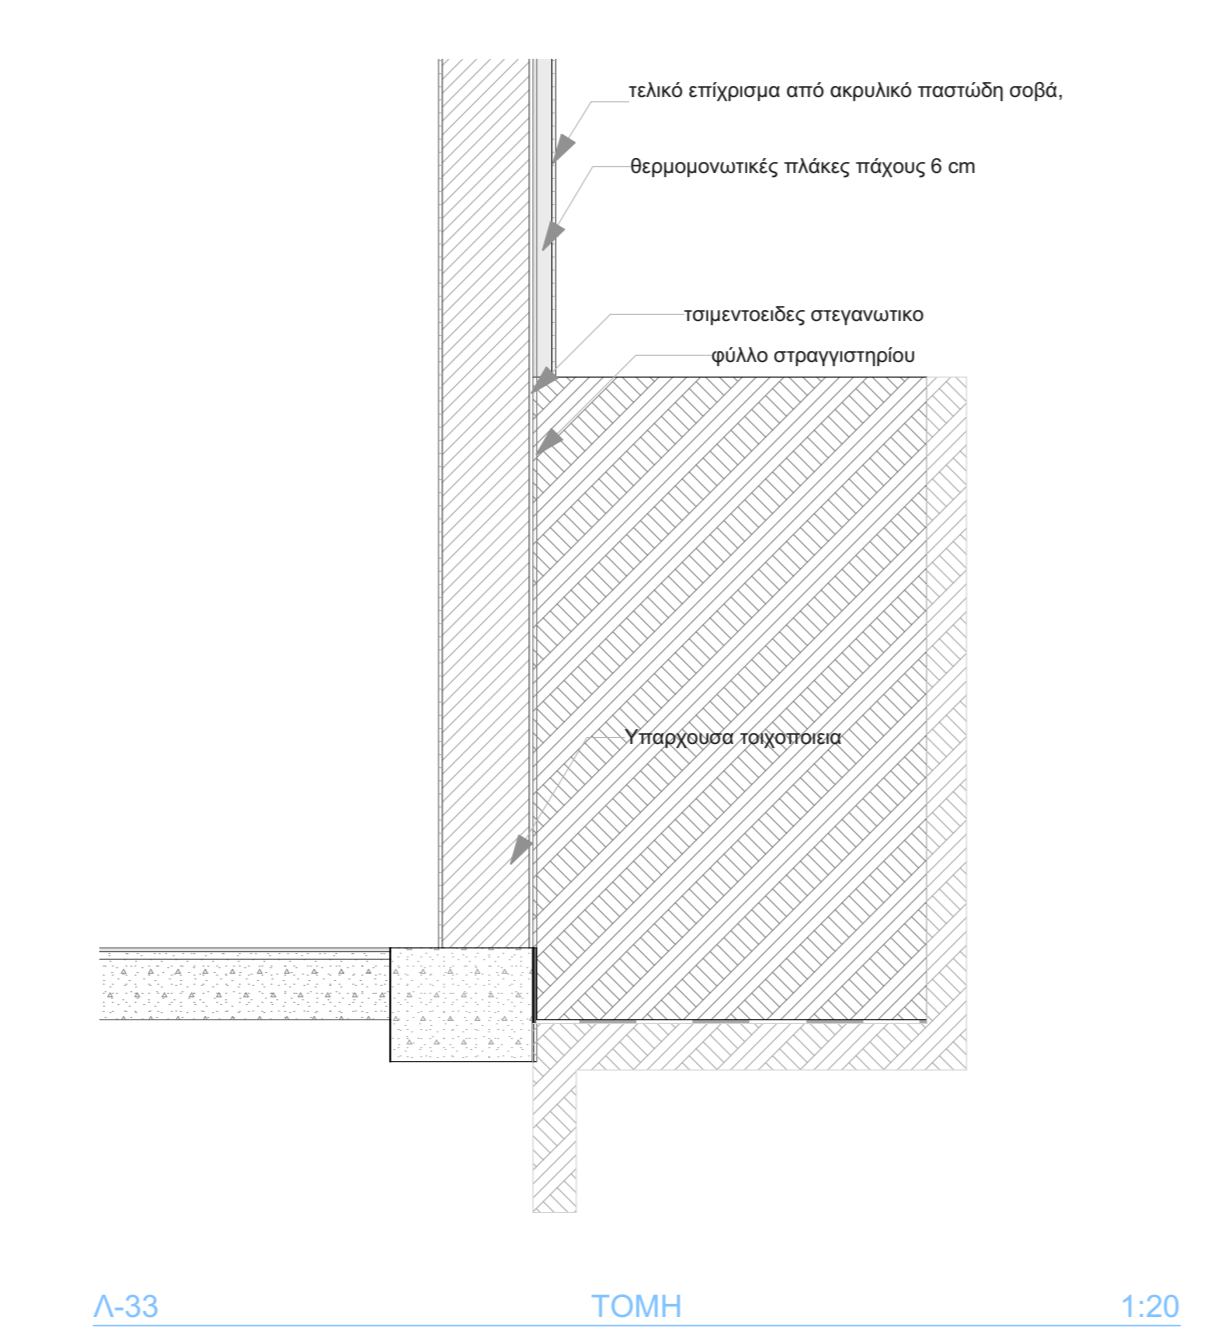 τελικό επίχρισμα από ακρυλικό παστώδη σοβά,
θερμομονωτικές πλάκες πάχους 6 cm
τσιμεντοειδες στεγανωτικο
φύλλο στραγγιστηρίου
Υπαρχουσα τοιχοποιεια
Λ-33 ΤΟΜΗ 1:20